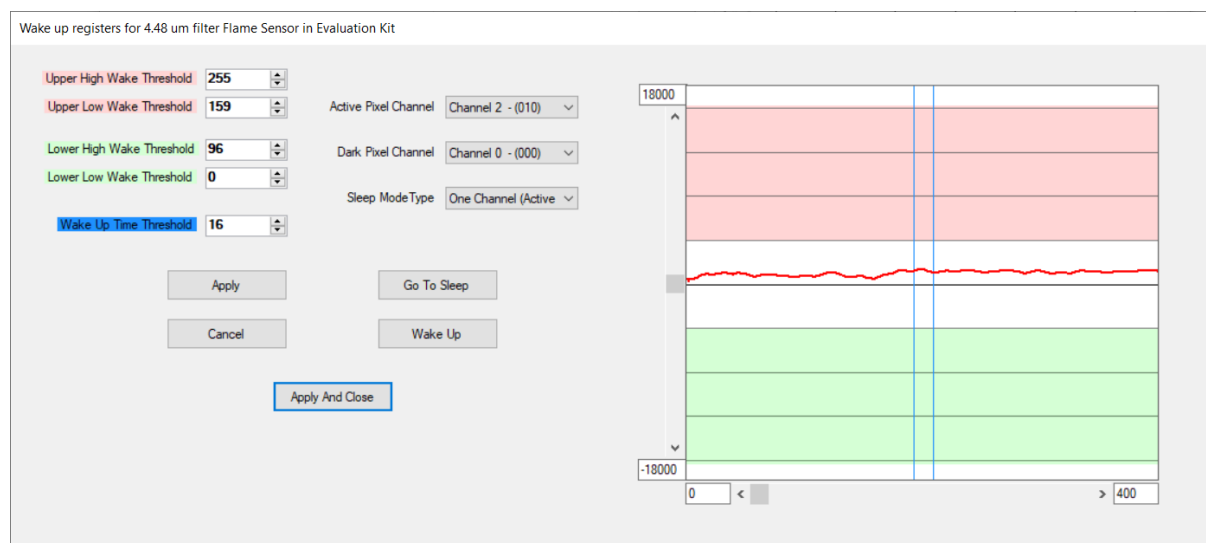 Wake up registers for 4.48 um filter Flame Sensor in Evaluation Kit
Upper High Wake Threshold 255
Upper Low Wake Threshold 159
Lower High Wake Threshold 96
Lower Low Wake Threshold 0
Wake Up Time Threshold 16
Active Pixel Channel Channel 2 - (010)
Dark Pixel Channel Channel 0 - (000)
Sleep ModeType One Channel (Active
Apply
Go To Sleep
Cancel
Wake Up
Apply And Close
18000
-18000
0
400